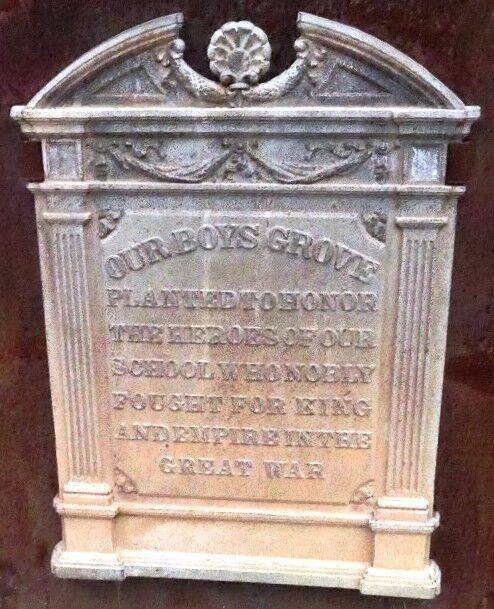 OUR BOYS GROVE
PLANTED TO HONOR
THE HEROES OF OUR
SCHOOL WHO NOBLY
FOUGHT FOR KING
AND EMPIRE IN THE
GREAT WAR